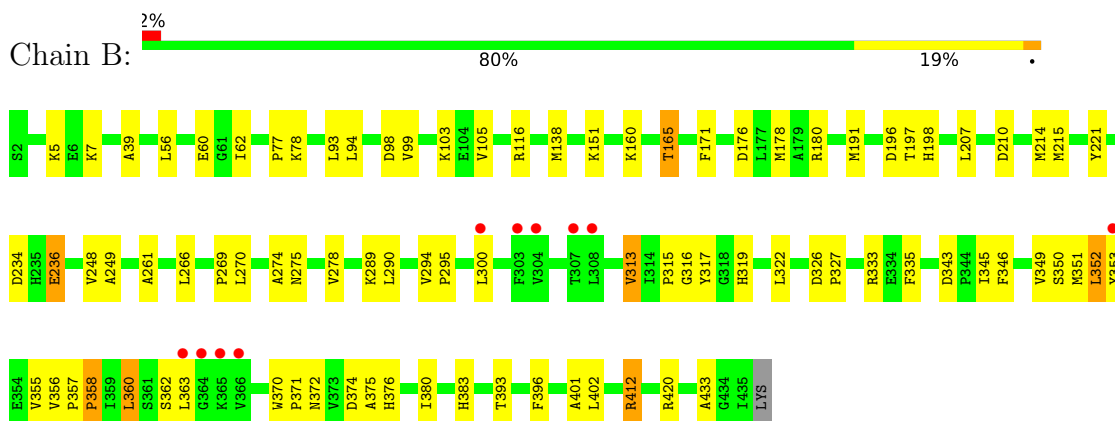 2%
Chain B:
80% 19% •
S2 K5 E6 K7 A39 L56 E60 G61 I62 P77 K78 L93 L94 D98 V99 K103 E104 V105 R116 M138 K151 K160 T165 F171 D176 L177 M178 A179 R180 M191 D196 T197 H198 L207 D210 M214 M215 Y221
D234 H235 E236 V248 A249 A261 L266 P269 L270 A274 N275 V278 K289 L290 V294 P295 L300 F303 V304 T307 L308 V313 I314 P315 G316 Y317 G318 H319 L322 D326 P327 R333 E334 F335 D343 P344 I345 F346 V349 S350 M351 L352 Y353
E354 V355 V356 P357 P358 I359 L360 S361 S362 L363 G364 K365 V366 W370 P371 N372 V373 D374 A375 H376 I380 H383 T393 F396 A401 L402 R412 R420 A433 G434 I435 LYS